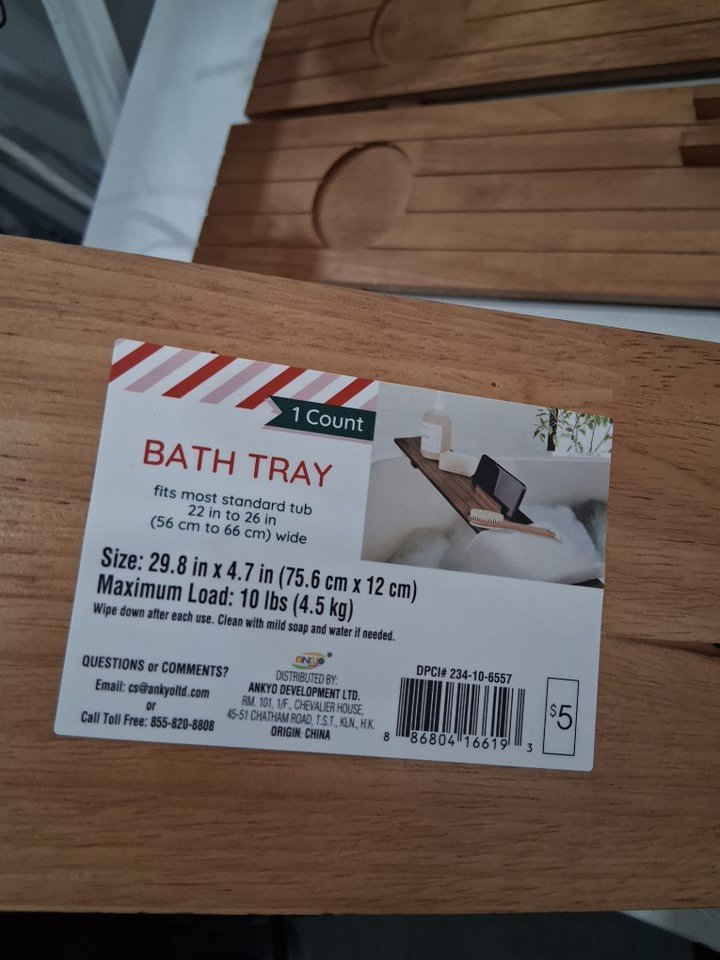 1 Count
BATH TRAY
fits most standard tub
22 in to 26 in
(56 cm to 66 cm) wide
Size: 29.8 in x 4.7 in (75.6 cm x 12 cm)
Maximum Load: 10 lbs (4.5 kg)
Wipe down after each use. Clean with mild soap and water if needed.
QUESTIONS or COMMENTS?
Email: cs@ankyoltd.com
or
Call Toll Free: 855-820-8808
ANKYO
DISTRIBUTED BY:
ANKYO DEVELOPMENT LTD.
RM. 101, 1/F., CHEVALIER HOUSE,
45-51 CHATHAM ROAD, T.S.T., KLN., H.K.
ORIGIN: CHINA
DPCI# 234-10-6557
8 86804 16619 3
$5